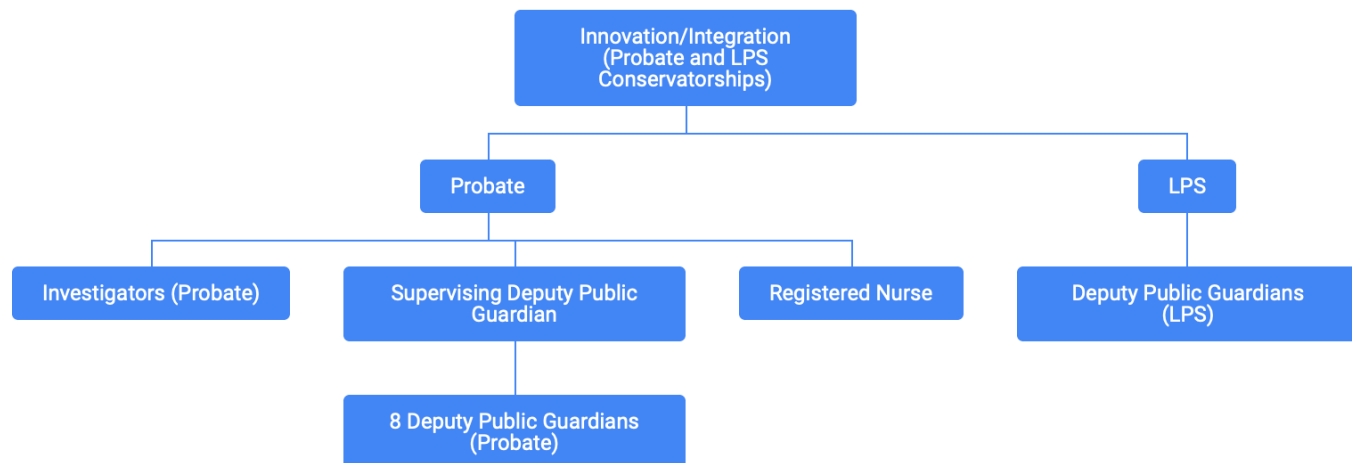 Innovation/Integration
(Probate and LPS
Conservatorships)
Probate
LPS
Investigators (Probate)
Supervising Deputy Public
Guardian
Registered Nurse
Deputy Public Guardians
(LPS)
8 Deputy Public Guardians
(Probate)